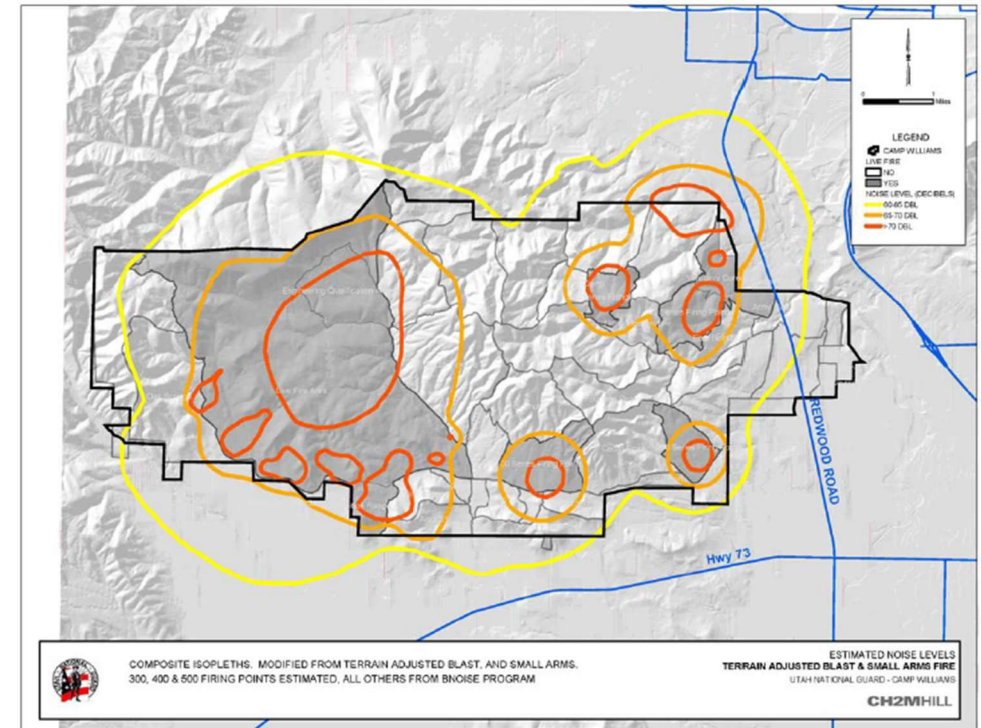 1
Miles
LEGEND
CAMP WILLIAMS
LIVE FIRE
NO
YES
NOISE LEVEL (DECIBELS)
60-65 DBL
65-70 DBL
>70 DBL
REDWOOD ROAD
Hwy 73
COMPOSITE ISOPLETHS. MODIFIED FROM TERRAIN ADJUSTED BLAST, AND SMALL ARMS.
300, 400 & 500 FIRING POINTS ESTIMATED, ALL OTHERS FROM BNOISE PROGRAM
ESTIMATED NOISE LEVELS
TERRAIN ADJUSTED BLAST & SMALL ARMS FIRE
UTAH NATIONAL GUARD - CAMP WILLIAMS
CH2MHILL